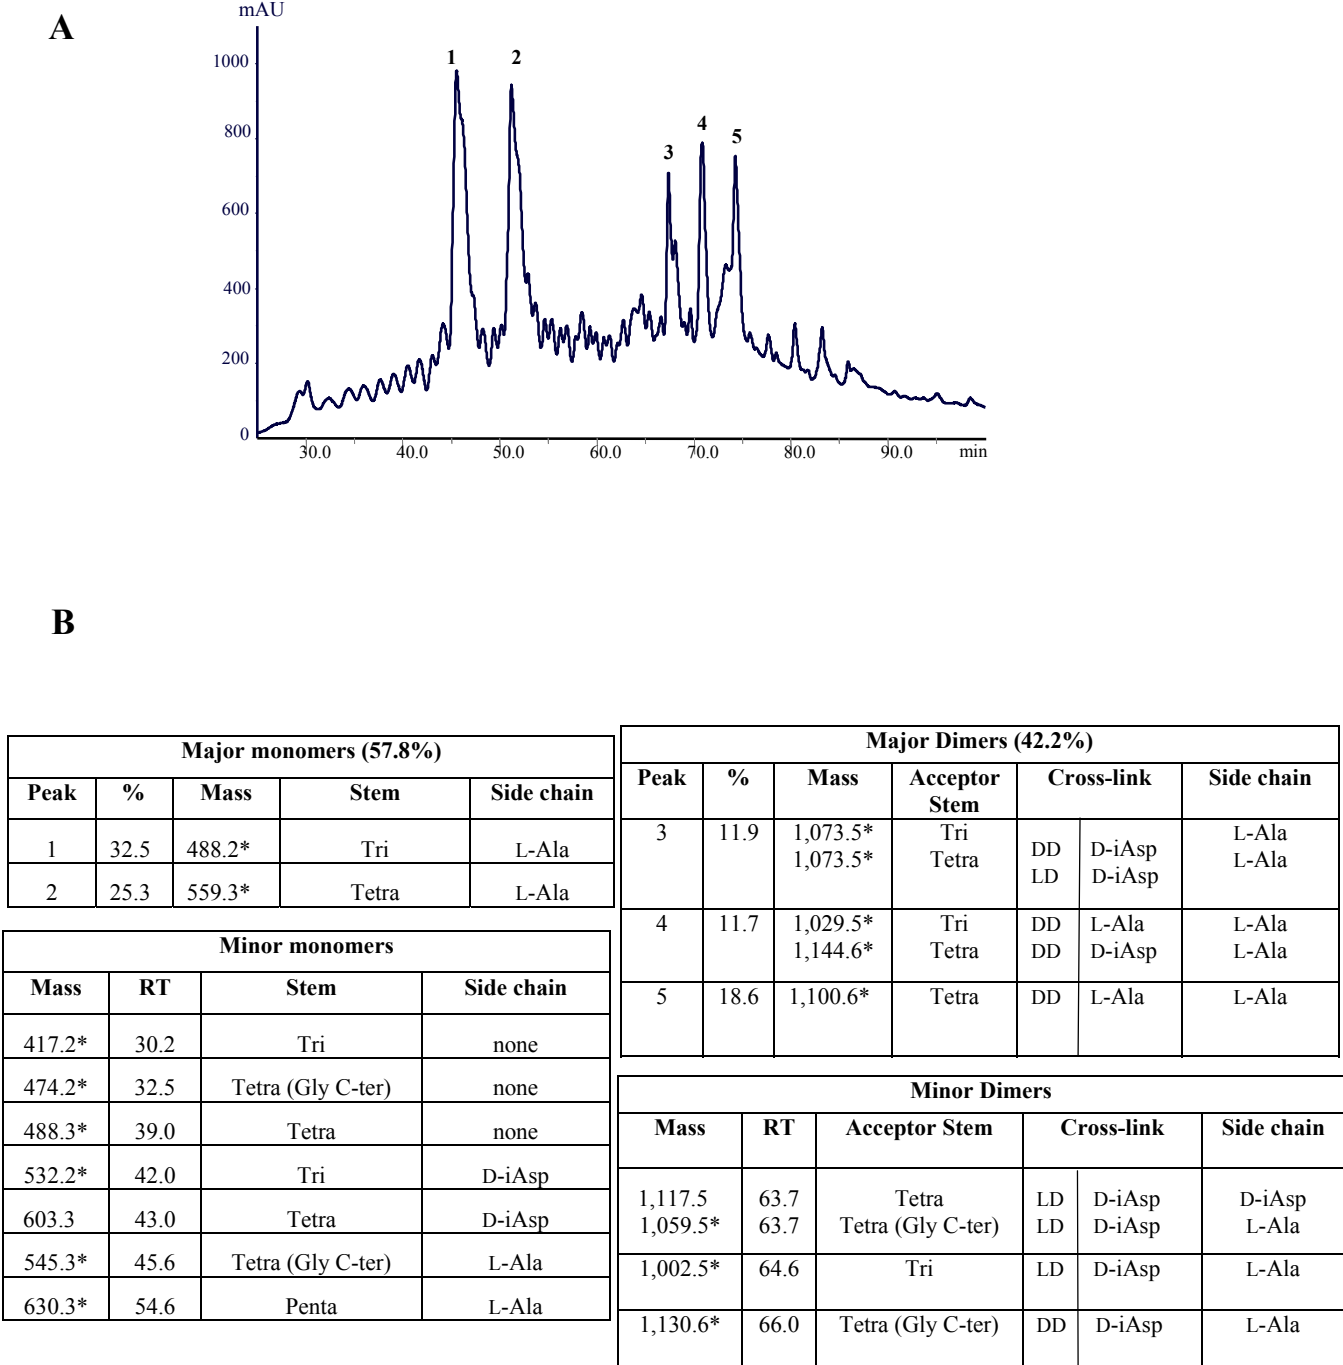 A
mAU
1000
800
600
400
200
0
1
2
3
4
5
30.0 40.0 50.0 60.0 70.0 80.0 90.0 min
B
Major monomers (57.8%)
Peak % Mass Stem Side chain
1 32.5 488.2* Tri L-Ala
2 25.3 559.3* Tetra L-Ala
Minor monomers
Mass RT Stem Side chain
417.2* 30.2 Tri none
474.2* 32.5 Tetra (Gly C-ter) none
488.3* 39.0 Tetra none
532.2* 42.0 Tri D-iAsp
603.3 43.0 Tetra D-iAsp
545.3* 45.6 Tetra (Gly C-ter) L-Ala
630.3* 54.6 Penta L-Ala
Major Dimers (42.2%)
Peak % Mass Acceptor Cross-link Side chain
Stem
3 11.9 1,073.5* Tri DD D-iAsp L-Ala
1,073.5* Tetra LD D-iAsp L-Ala
4 11.7 1,029.5* Tri DD L-Ala L-Ala
1,144.6* Tetra DD D-iAsp L-Ala
5 18.6 1,100.6* Tetra DD L-Ala L-Ala
Minor Dimers
Mass RT Acceptor Stem Cross-link Side chain
1,117.5 63.7 Tetra LD D-iAsp D-iAsp
1,059.5* 63.7 Tetra (Gly C-ter) LD D-iAsp L-Ala
1,002.5* 64.6 Tri LD D-iAsp L-Ala
1,130.6* 66.0 Tetra (Gly C-ter) DD D-iAsp L-Ala